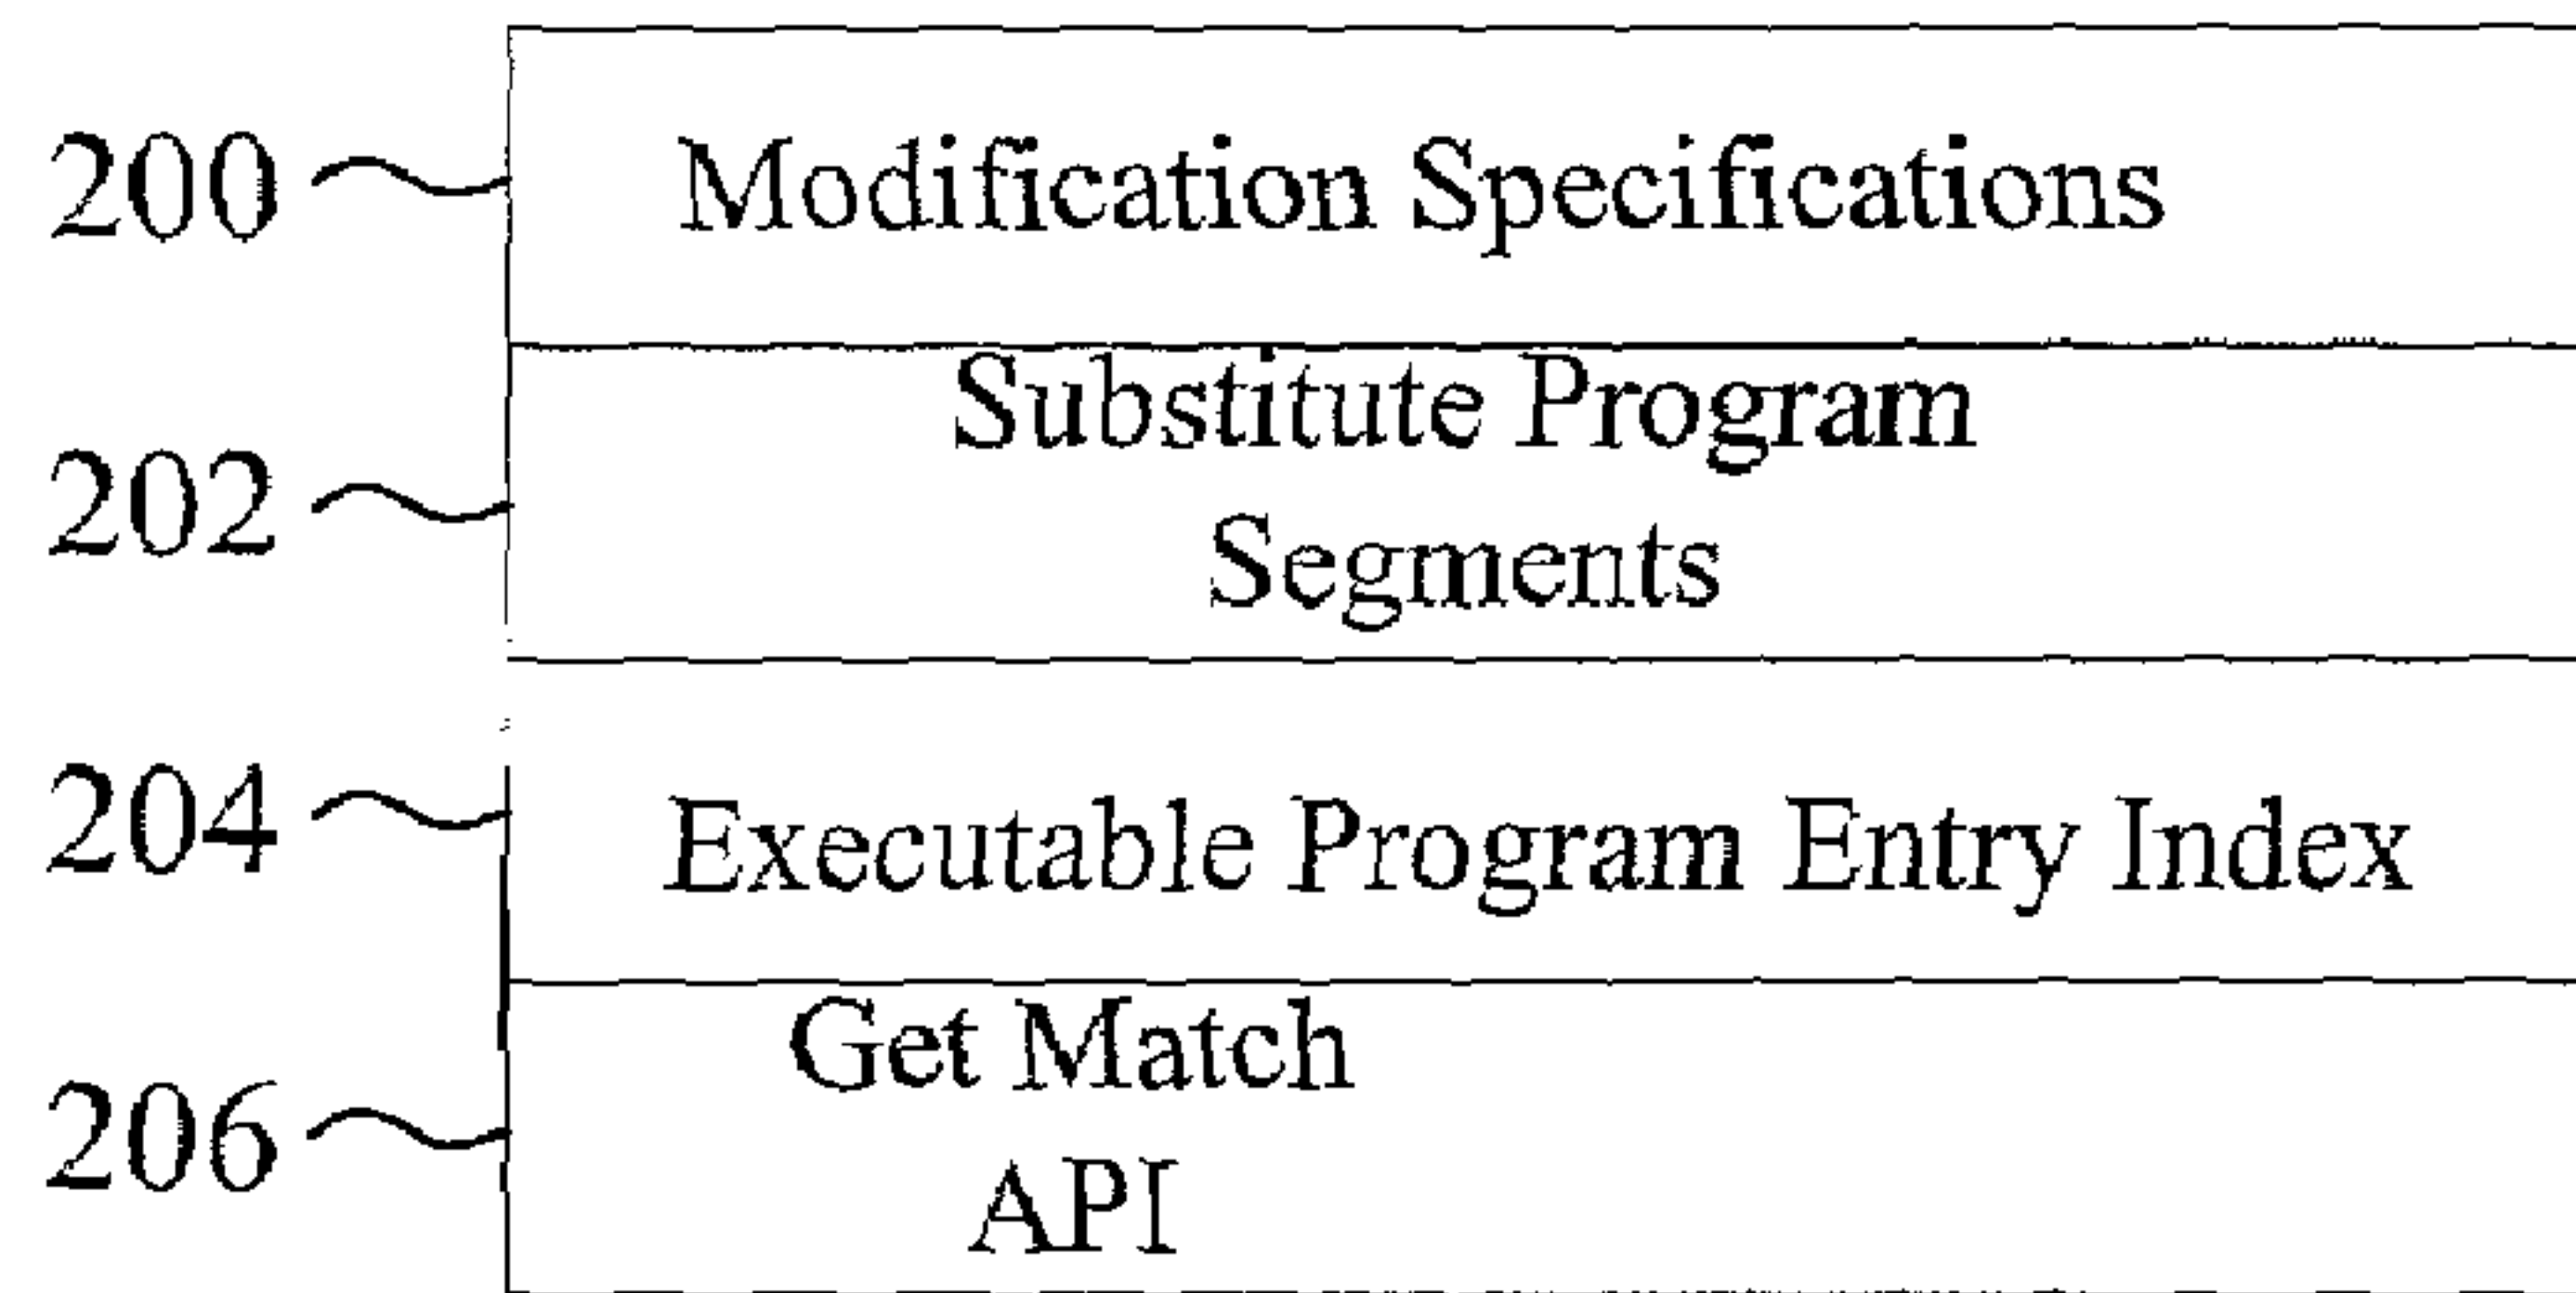 200 Modification Specifications
202 Substitute Program
Segments
204 Executable Program Entry Index
206 Get Match
API